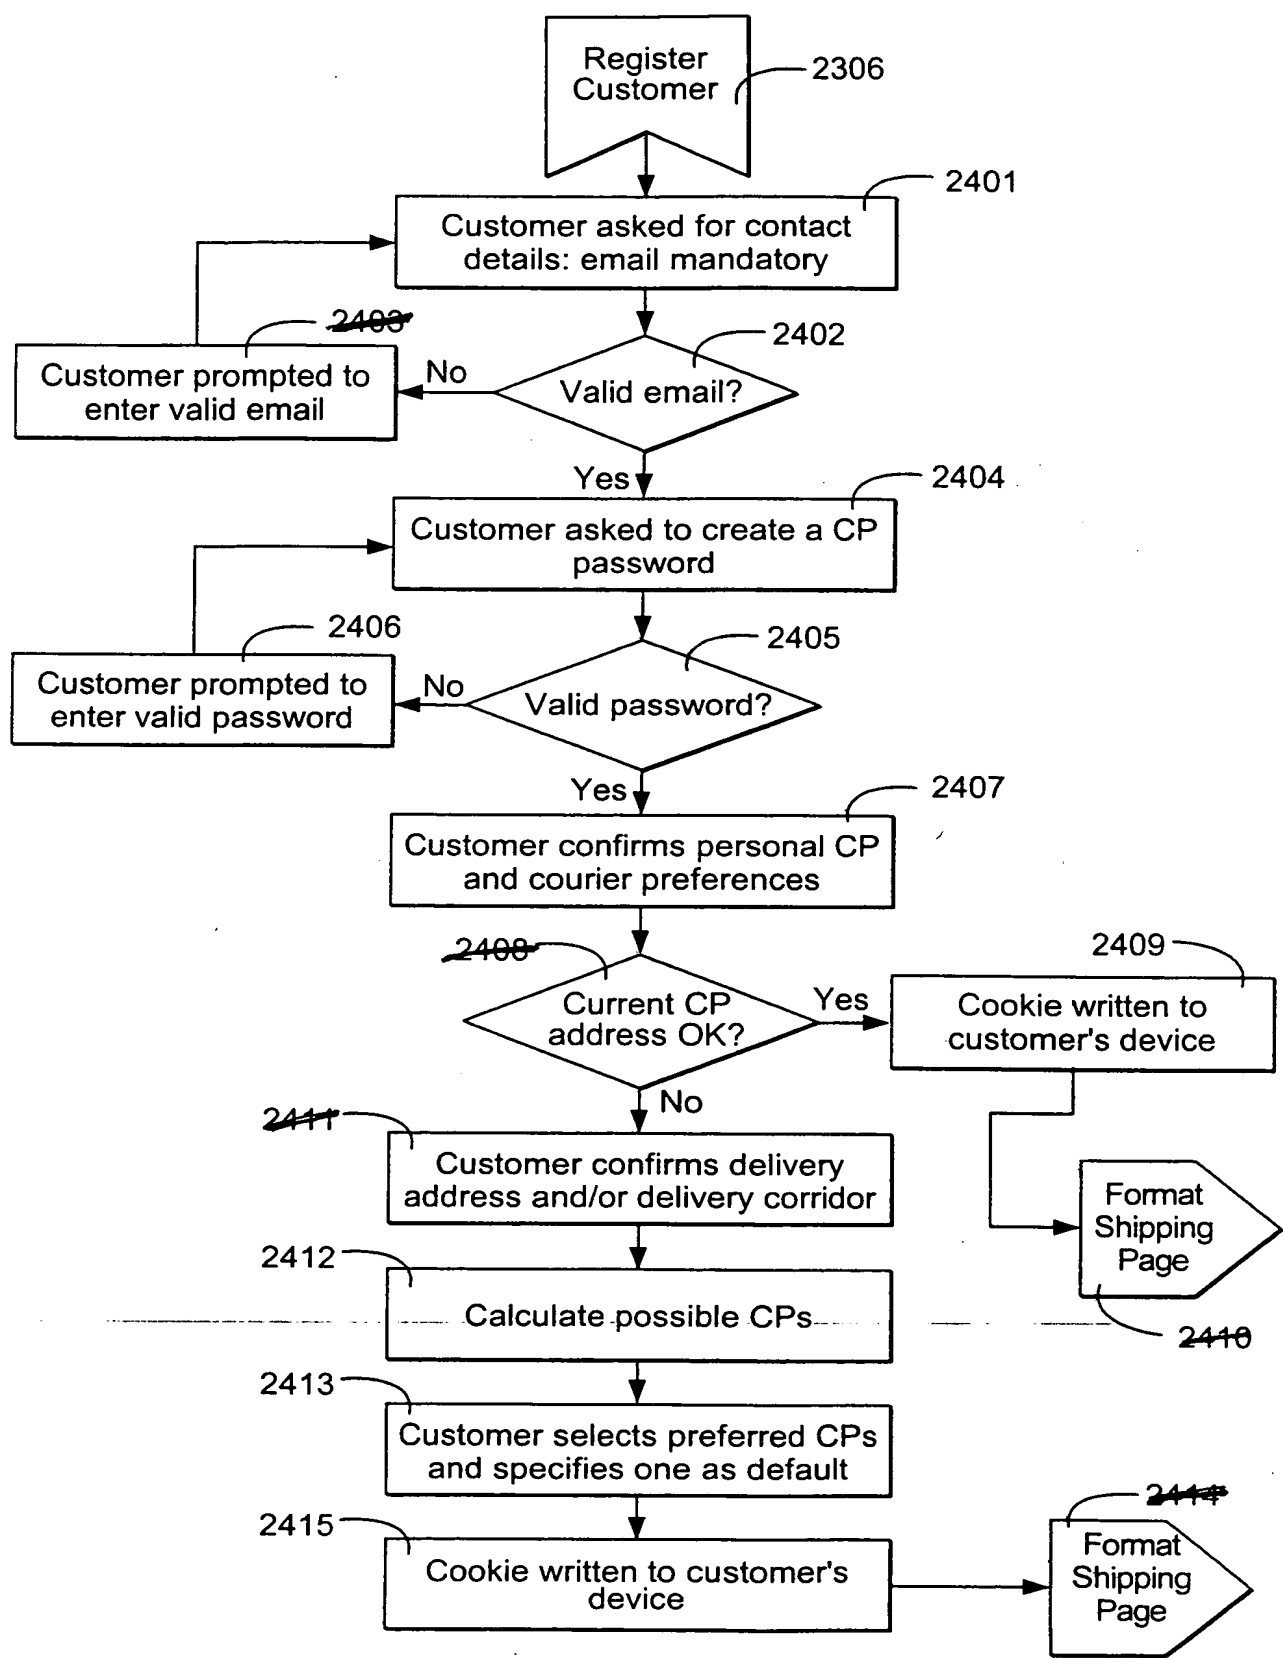 Register
Customer
2306
2401
Customer asked for contact
details: email mandatory
2403
2402
Customer prompted to
enter valid email
No
Valid email?
Yes
2404
Customer asked to create a CP
password
2406
2405
Customer prompted to
enter valid password
No
Valid password?
Yes
2407
Customer confirms personal CP
and courier preferences
2408
2409
Current CP
address OK?
Yes
Cookie written to
customer's device
No
2411
Customer confirms delivery
address and/or delivery corridor
Format
Shipping
Page
2410
2412
Calculate possible CPs
2413
Customer selects preferred CPs
and specifies one as default
2414
2415
Cookie written to customer's
device
Format
Shipping
Page